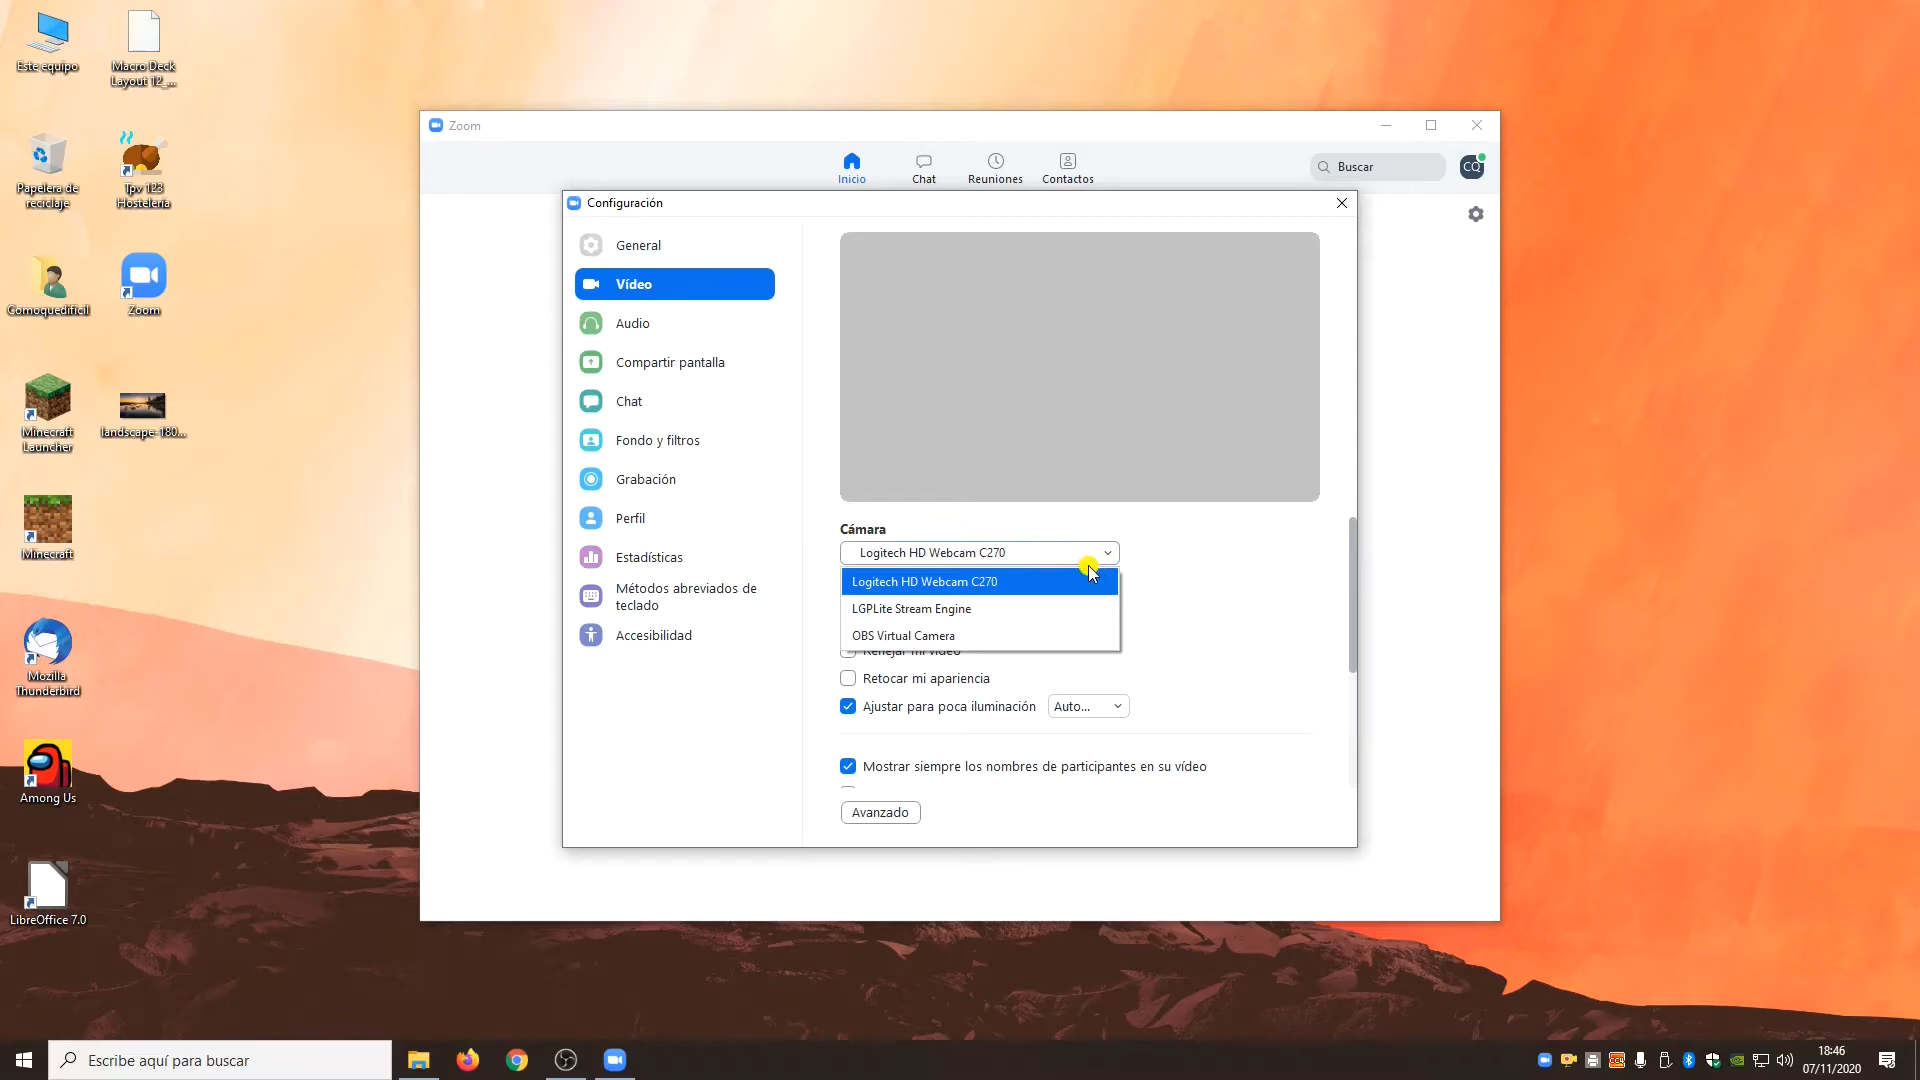 Este equipo
Macro Deck
Layout 12_...
Papelera de
reciclaje
Tpv 123
Hostelería
Comoquedificil
Zoom
Minecraft
Launcher
landscape-180...
Minecraft
Mozilla
Thunderbird
Among Us
LibreOffice 7.0
Zoom
Inicio
Chat
Reuniones
Contactos
Buscar
CQ
Configuración
General
Vídeo
Audio
Compartir pantalla
Chat
Fondo y filtros
Grabación
Perfil
Estadísticas
Métodos abreviados de
teclado
Accesibilidad
Cámara
Logitech HD Webcam C270
Logitech HD Webcam C270
LGPLite Stream Engine
OBS Virtual Camera
Reflejar mi vídeo
Retocar mi apariencia
Ajustar para poca iluminación
Auto...
Mostrar siempre los nombres de participantes en su vídeo
Avanzado
Escribe aquí para buscar
18:46
07/11/2020